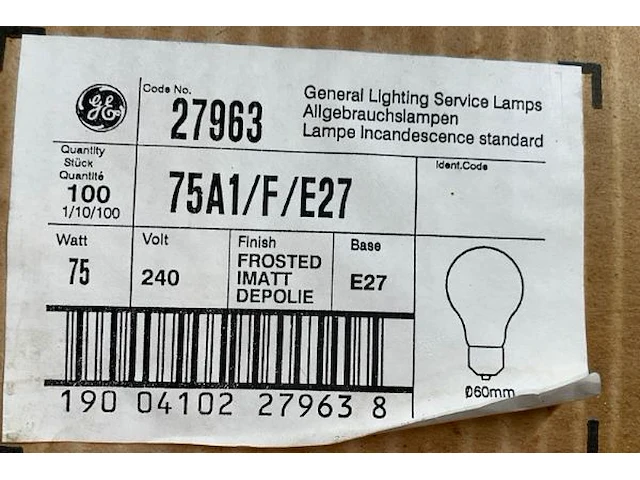 GE
Code No.
27963
General Lighting Service Lamps
Allgebrauchslampen
Lampe Incandescence standard
Quantity
Stück
Quantité
100
1/10/100
75A1/F/E27
Ident.Code
Watt
75
Volt
240
Finish
FROSTED
IMATT
DEPOLIE
Base
E27
Ø60mm
190 04102 27963 8